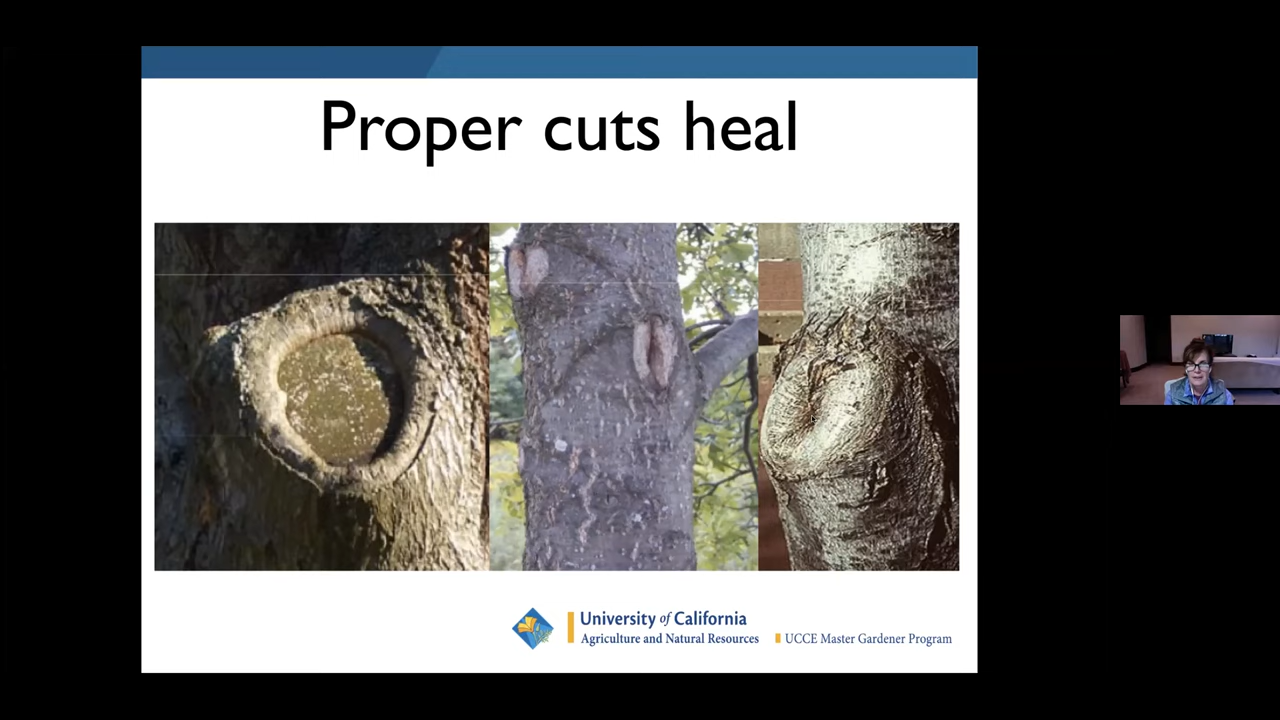 Proper cuts heal
University of California
Agriculture and Natural Resources
UCCE Master Gardener Program